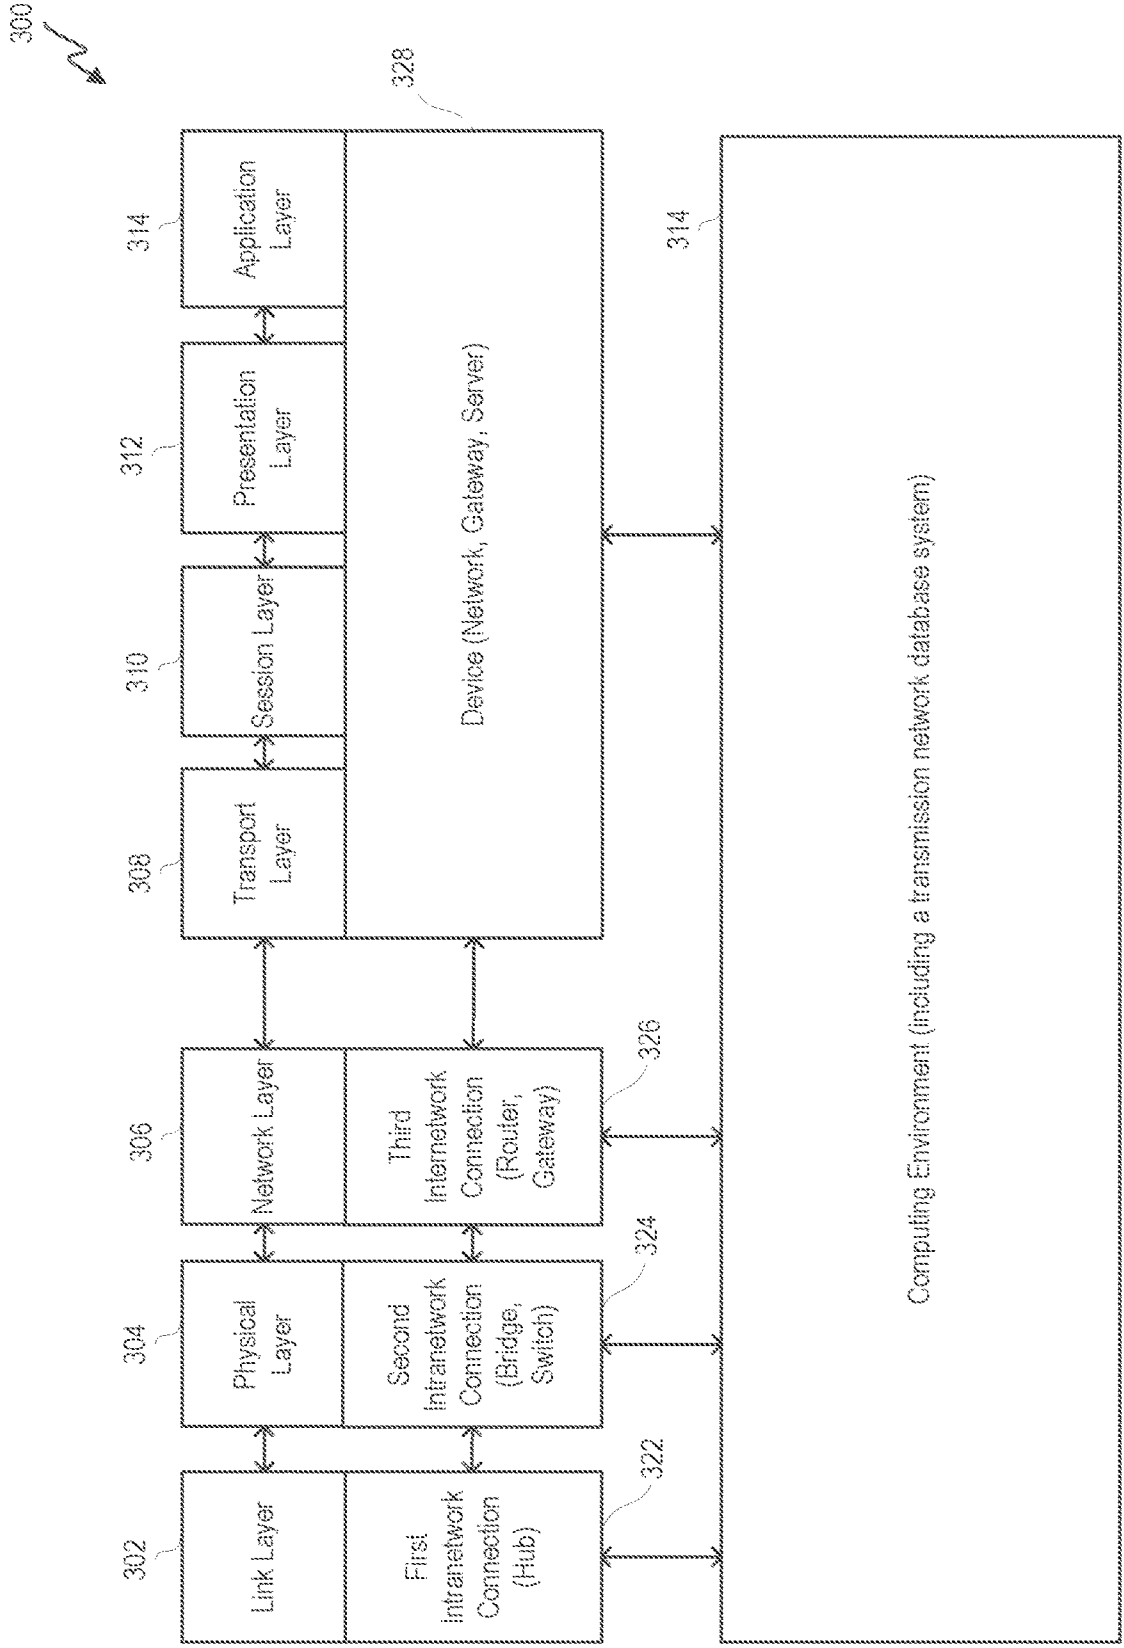 300
302
304
306
308
310
312
314
Link Layer
Physical
Layer
Network Layer
Transport
Layer
Session Layer
Presentation
Layer
Application
Layer
First
Intranetwork
Connection
(Hub)
Second
Intranetwork
Connection
(Bridge,
Switch)
Third
Internetwork
Connection
(Router,
Gateway)
Device (Network, Gateway, Server)
328
322
324
326
314
Computing Environment (including a transmission network database system)